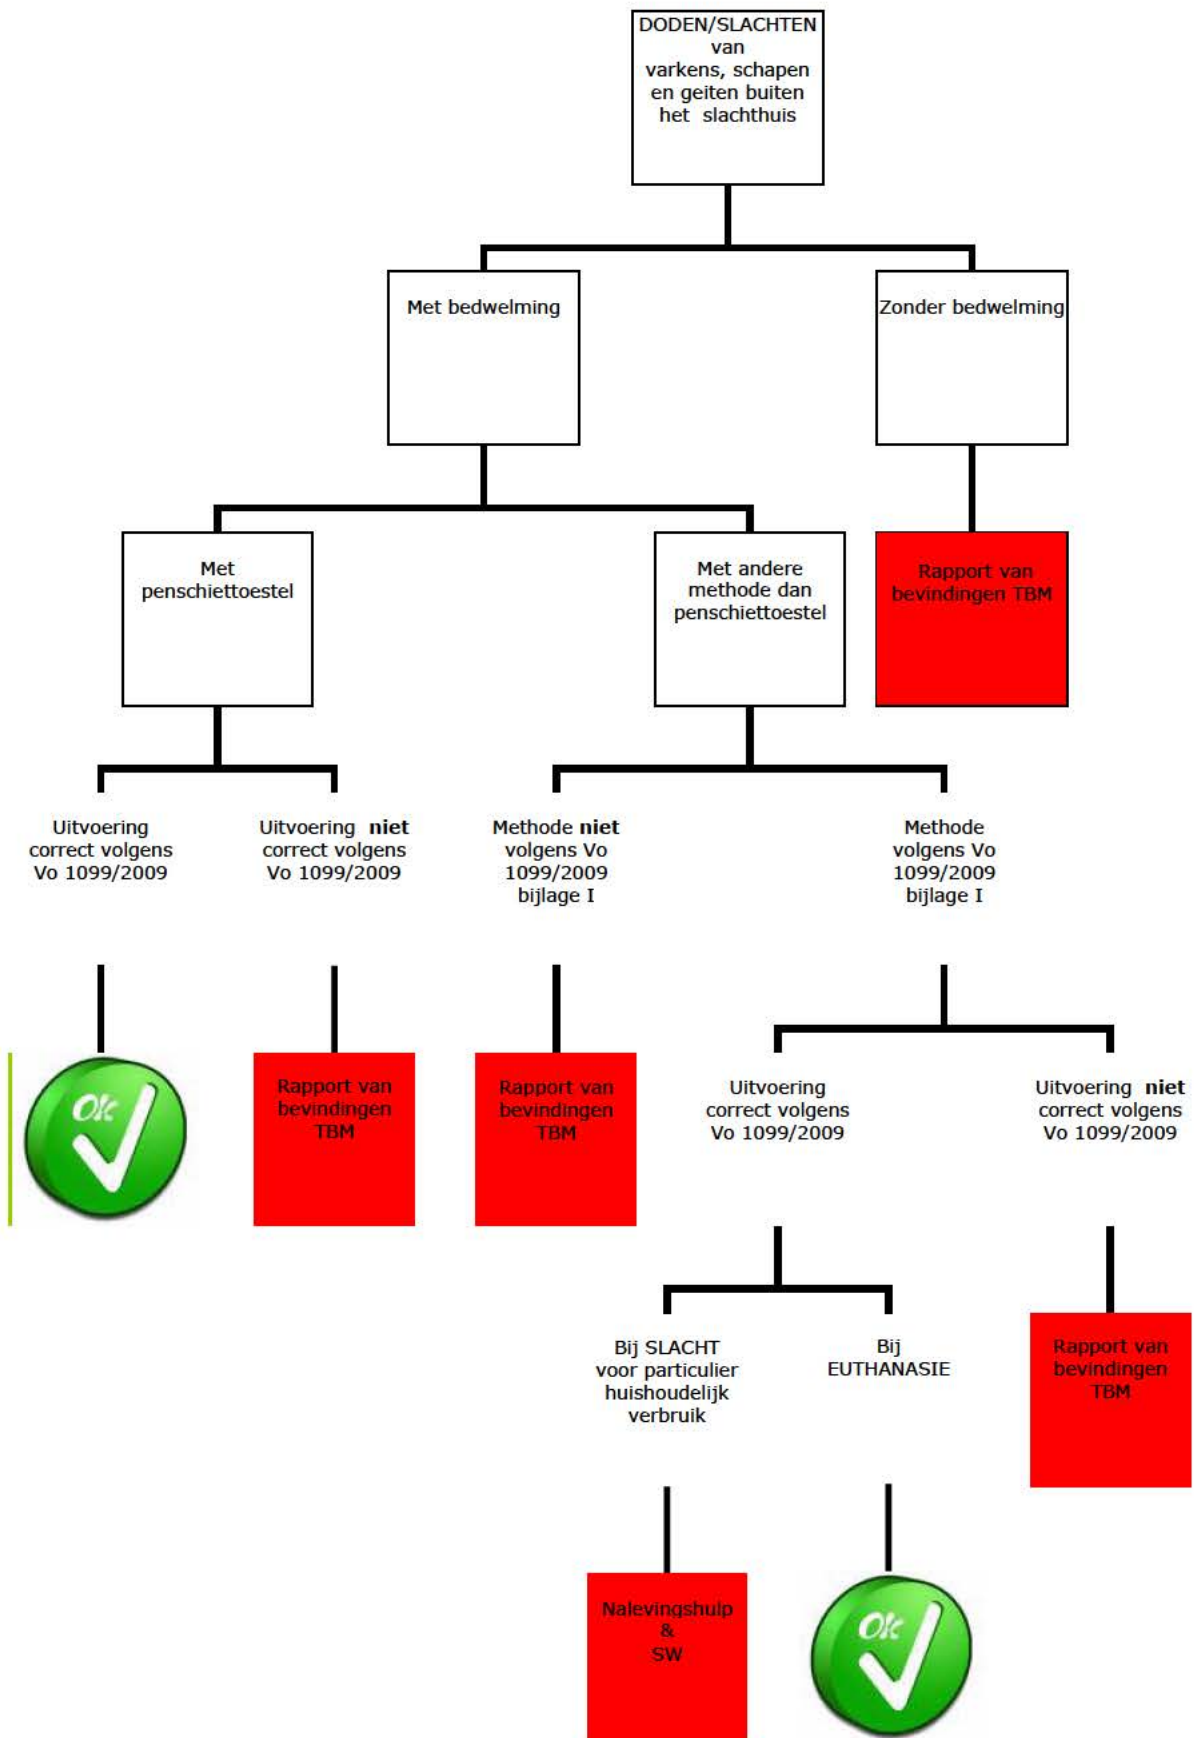 DODEN/SLACHTEN
van
varkens, schapen
en geiten buiten
het slachthuis
Met bedwelming
Zonder bedwelming
Met
penschiettoestel
Met andere
methode dan
penschiettoestel
Rapport van
bevindingen TBM
Uitvoering
correct volgens
Vo 1099/2009
Uitvoering niet
correct volgens
Vo 1099/2009
Methode niet
volgens Vo
1099/2009
bijlage I
Methode
volgens Vo
1099/2009
bijlage I
OK
Rapport van
bevindingen
TBM
Rapport van
bevindingen
TBM
Uitvoering
correct volgens
Vo 1099/2009
Uitvoering niet
correct volgens
Vo 1099/2009
Bij SLACHT
voor particulier
huishoudelijk
verbruik
Bij
EUTHANASIE
Rapport van
bevindingen
TBM
Nalevingshulp
&
SW
OK